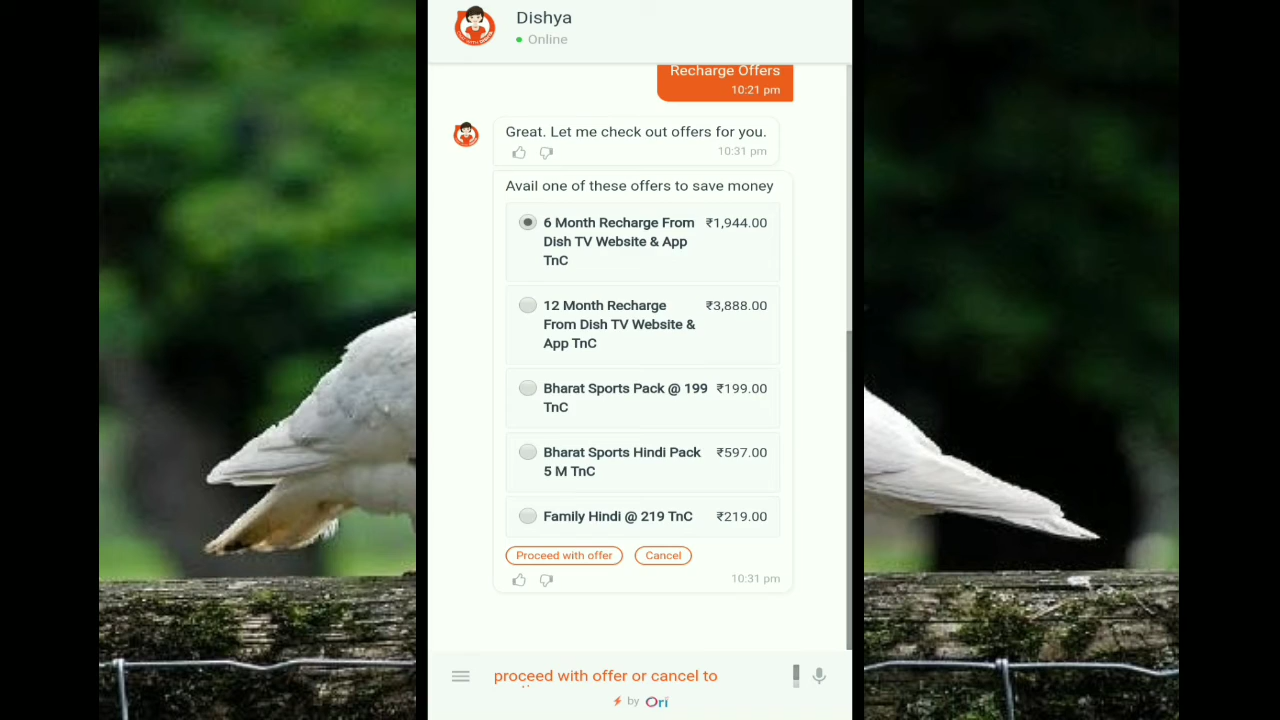 Dishya
Online
Recharge Offers
10:21 pm
Great. Let me check out offers for you.
10:31 pm
Avail one of these offers to save money
6 Month Recharge From ₹1,944.00
Dish TV Website & App
TnC
12 Month Recharge ₹3,888.00
From Dish TV Website &
App TnC
Bharat Sports Pack @ 199 ₹199.00
TnC
Bharat Sports Hindi Pack ₹597.00
5 M TnC
Family Hindi @ 219 TnC ₹219.00
Proceed with offer Cancel
10:31 pm
proceed with offer or cancel to
by Ori